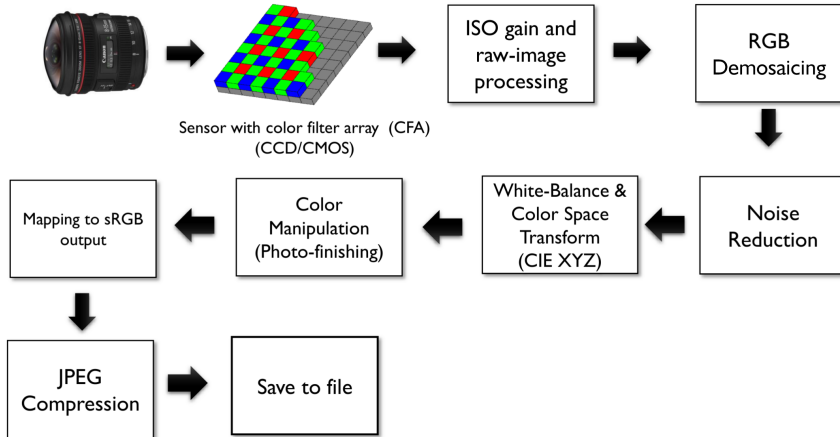 Canon
ISO gain and
raw-image
processing
RGB
Demosaicing
Sensor with color filter array (CFA)
(CCD/CMOS)
Mapping to sRGB
output
Color
Manipulation
(Photo-finishing)
White-Balance &
Color Space
Transform
(CIE XYZ)
Noise
Reduction
JPEG
Compression
Save to file